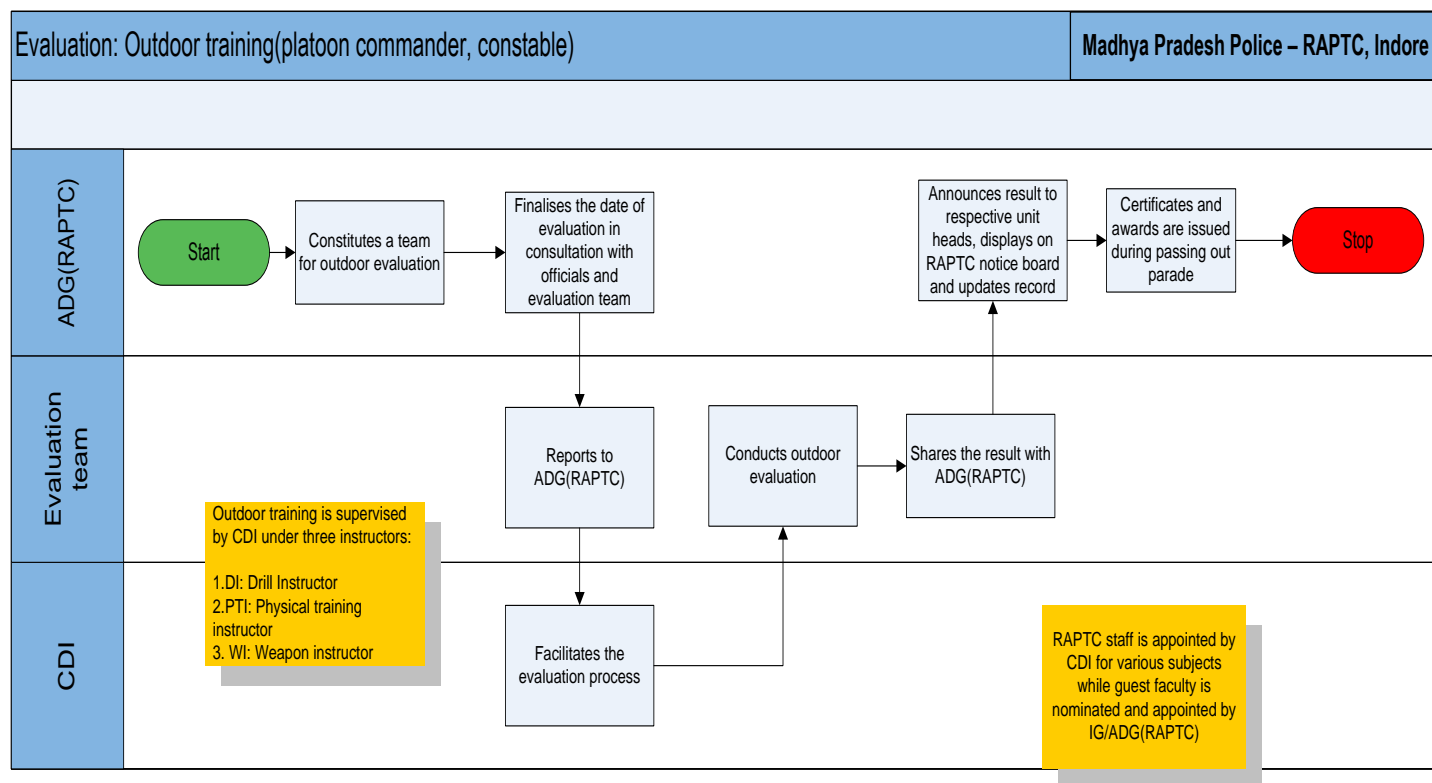 Evaluation: Outdoor training(platoon commander, constable)
Madhya Pradesh Police – RAPTC, Indore
ADG(RAPTC)
Start
Constitutes a team
for outdoor evaluation
Finalises the date of
evaluation in
consultation with
officials and
evaluation team
Announces result to
respective unit
heads, displays on
RAPTC notice board
and updates record
Certificates and
awards are issued
during passing out
parade
Stop
Evaluation
team
Reports to
ADG(RAPTC)
Conducts outdoor
evaluation
Shares the result with
ADG(RAPTC)
Outdoor training is supervised
by CDI under three instructors:
1.DI: Drill Instructor
2.PTI: Physical training
instructor
3. WI: Weapon instructor
CDI
Facilitates the
evaluation process
RAPTC staff is appointed by
CDI for various subjects
while guest faculty is
nominated and appointed by
IG/ADG(RAPTC)